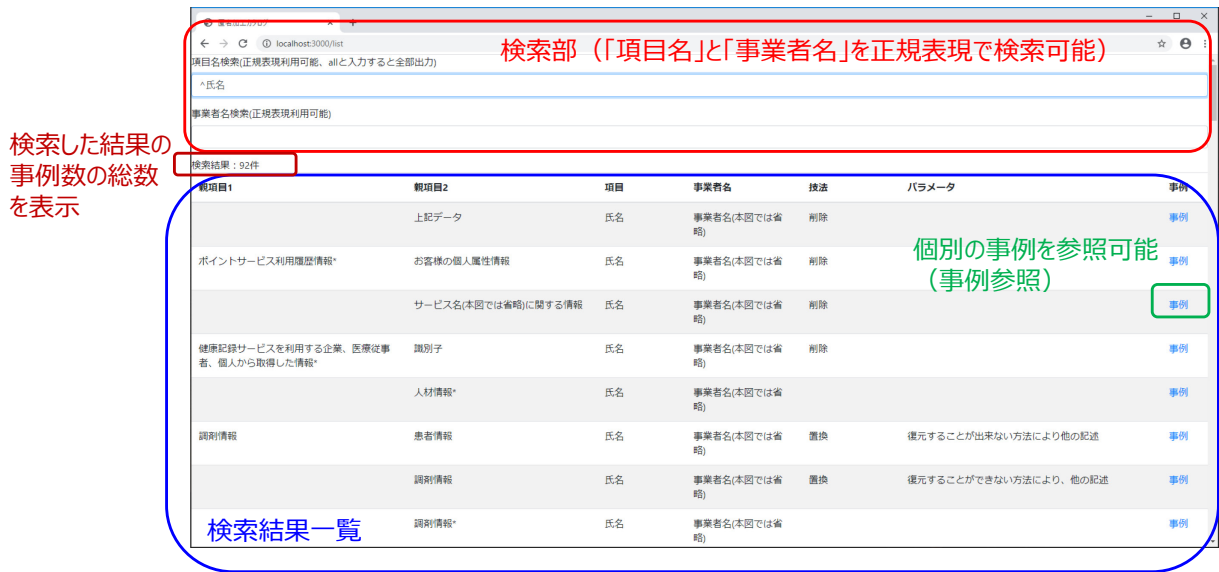 localhost:3000/list
検索部（「項目名」と「事業者名」を正規表現で検索可能）
項目名検索(正規表現利用可能、allと入力すると全部出力)
^氏名
事業者名検索(正規表現利用可能)
検索した結果の
事例数の総数
を表示
検索結果：92件
親項目1 親項目2 項目 事業者名 技法 パラメータ 事例
上記データ 氏名 事業者名(本図では省略) 削除 事例
個別の事例を参照可能
（事例参照）
ポイントサービス利用履歴情報* お客様の個人属性情報 氏名 事業者名(本図では省略) 削除 事例
サービス名(本図では省略)に関する情報 氏名 事業者名(本図では省略) 削除 事例
健康記録サービスを利用する企業、医療従事者、個人から取得した情報* 識別子 氏名 事業者名(本図では省略) 削除 事例
人材情報* 氏名 事業者名(本図では省略) 事例
調剤情報 患者情報 氏名 事業者名(本図では省略) 置換 復元することが出来ない方法により他の記述 事例
調剤情報 氏名 事業者名(本図では省略) 置換 復元することができない方法により、他の記述 事例
調剤情報* 氏名 事業者名(本図では省略) 事例
検索結果一覧